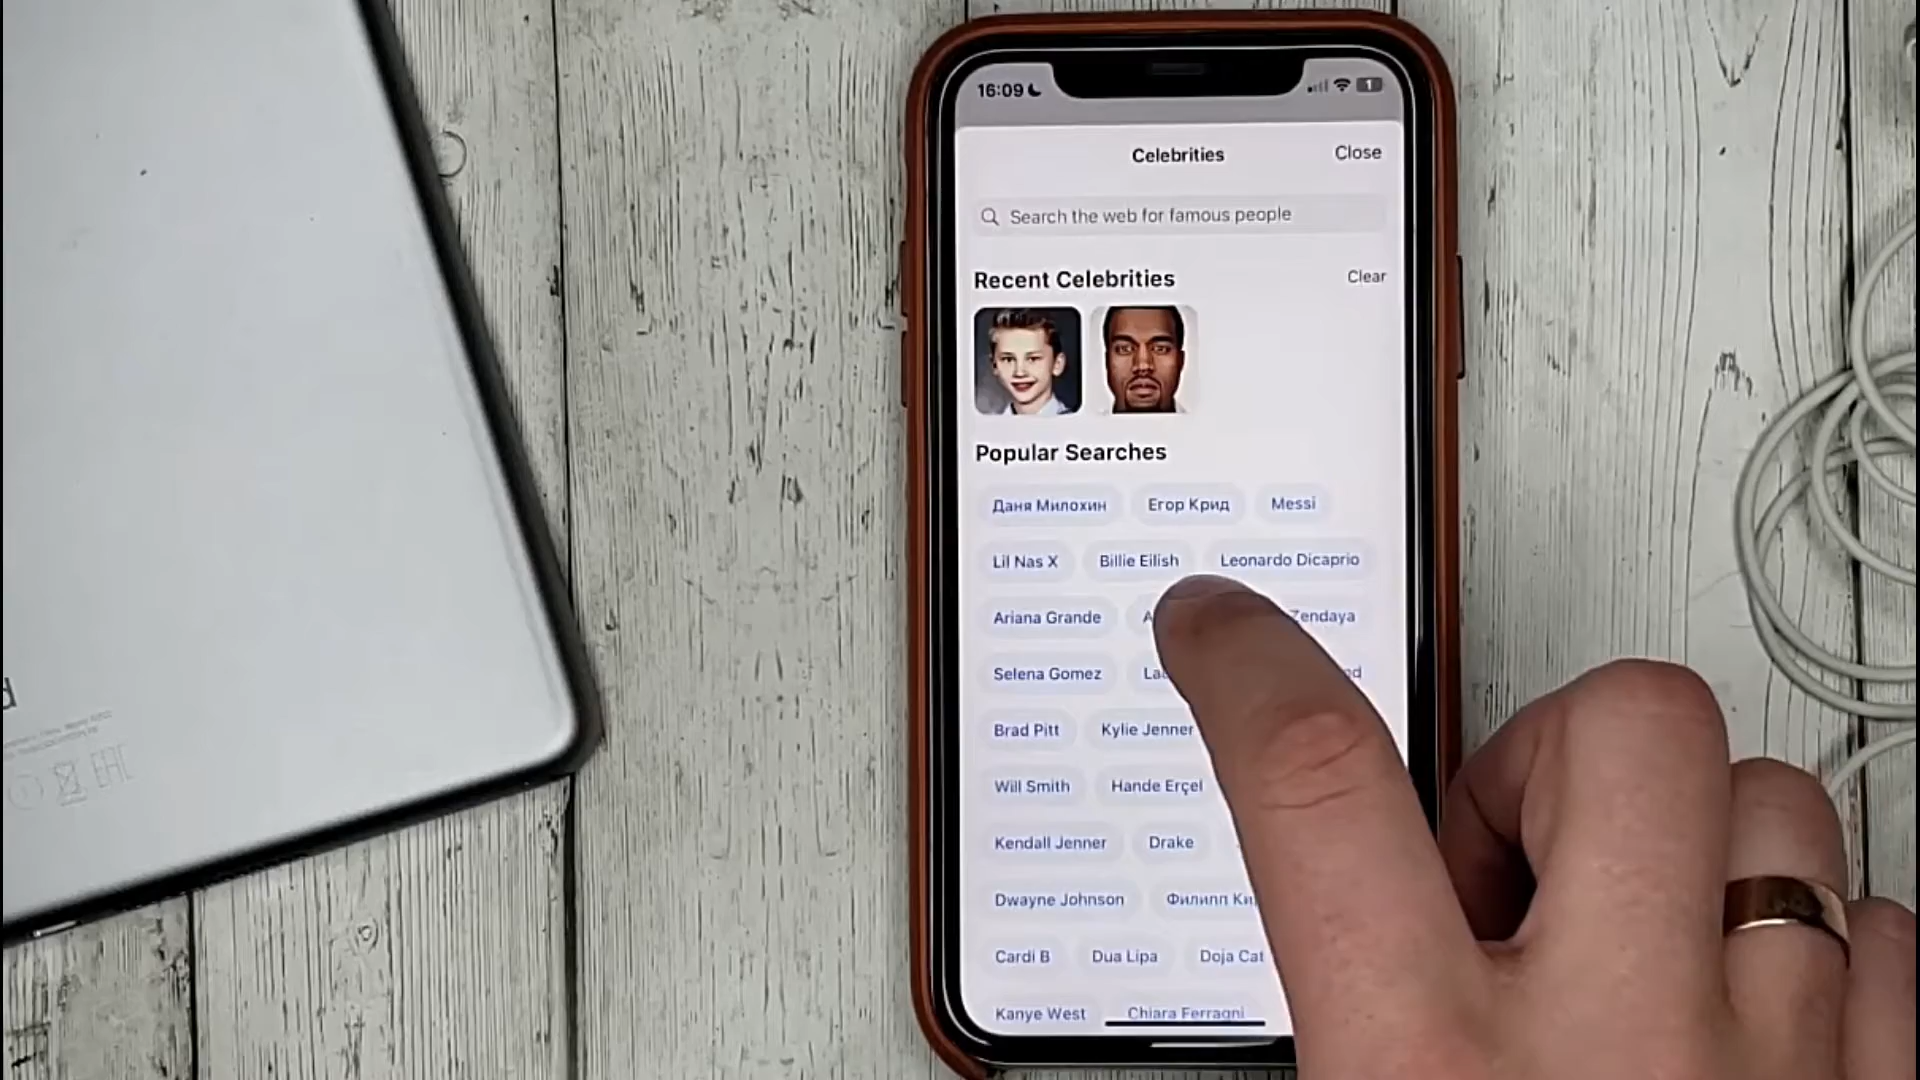 16:09
1
Celebrities Close
Search the web for famous people
Recent Celebrities Clear
Popular Searches
Даня Милохин Егор Крид Messi
Lil Nas X Billie Eilish Leonardo Dicaprio
Ariana Grande Zendaya
Selena Gomez
Brad Pitt Kylie Jenner
Will Smith Hande Erçel
Kendall Jenner Drake
Dwayne Johnson Филипп
Cardi B Dua Lipa Doja Cat
Kanye West Chiara Ferragni
EAC